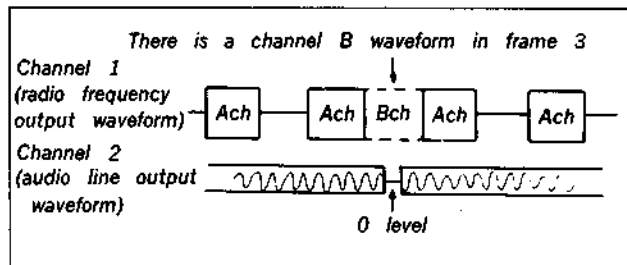 There is a channel B waveform in frame 3
Channel 1
(radio frequency
output waveform)
Ach Ach Bch Ach Ach
Channel 2
(audio line output
waveform)
0 level